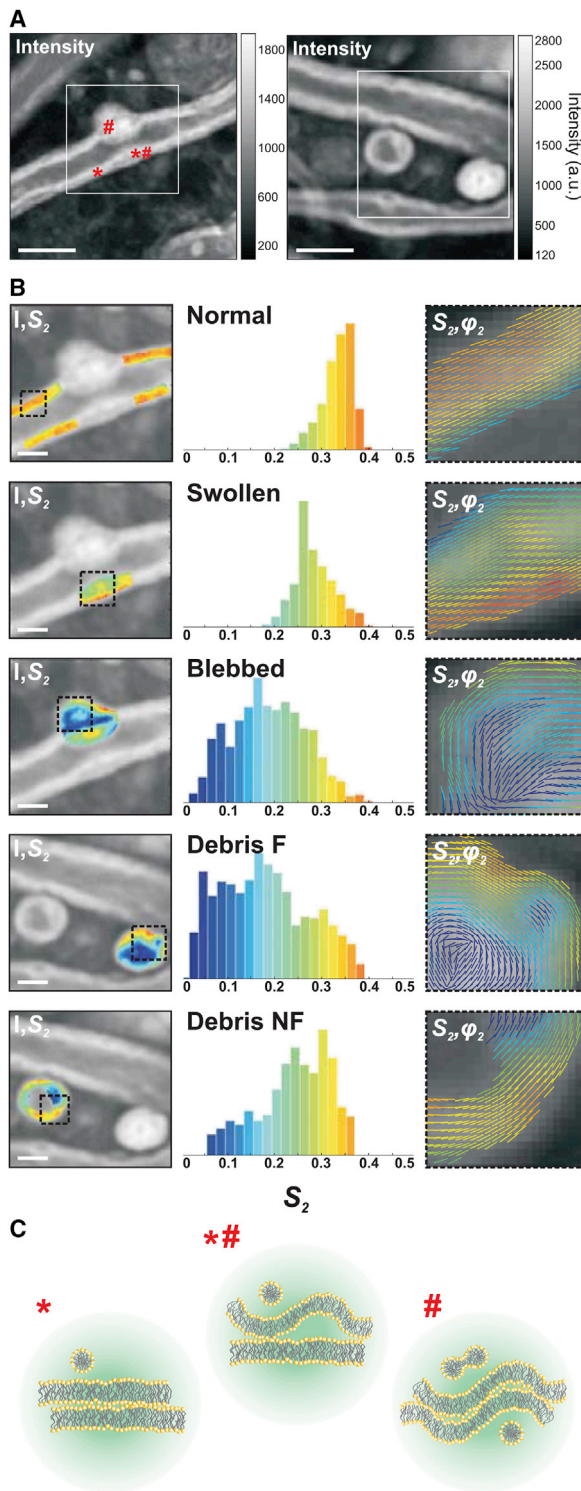 A
Intensity
#
*#
*
1800
1400
1000
600
200
Intensity
2800
2500
2000
1500
1000
500
120
Intensity (a.u.)
B
I,S₂
Normal
0 0.1 0.2 0.3 0.4 0.5
S₂,φ₂
I,S₂
Swollen
0 0.1 0.2 0.3 0.4 0.5
S₂,φ₂
I,S₂
Blebbed
0 0.1 0.2 0.3 0.4 0.5
S₂,φ₂
I,S₂
Debris F
0 0.1 0.2 0.3 0.4 0.5
S₂,φ₂
I,S₂
Debris NF
0 0.1 0.2 0.3 0.4 0.5
S₂,φ₂
S₂
C
*
*#
#